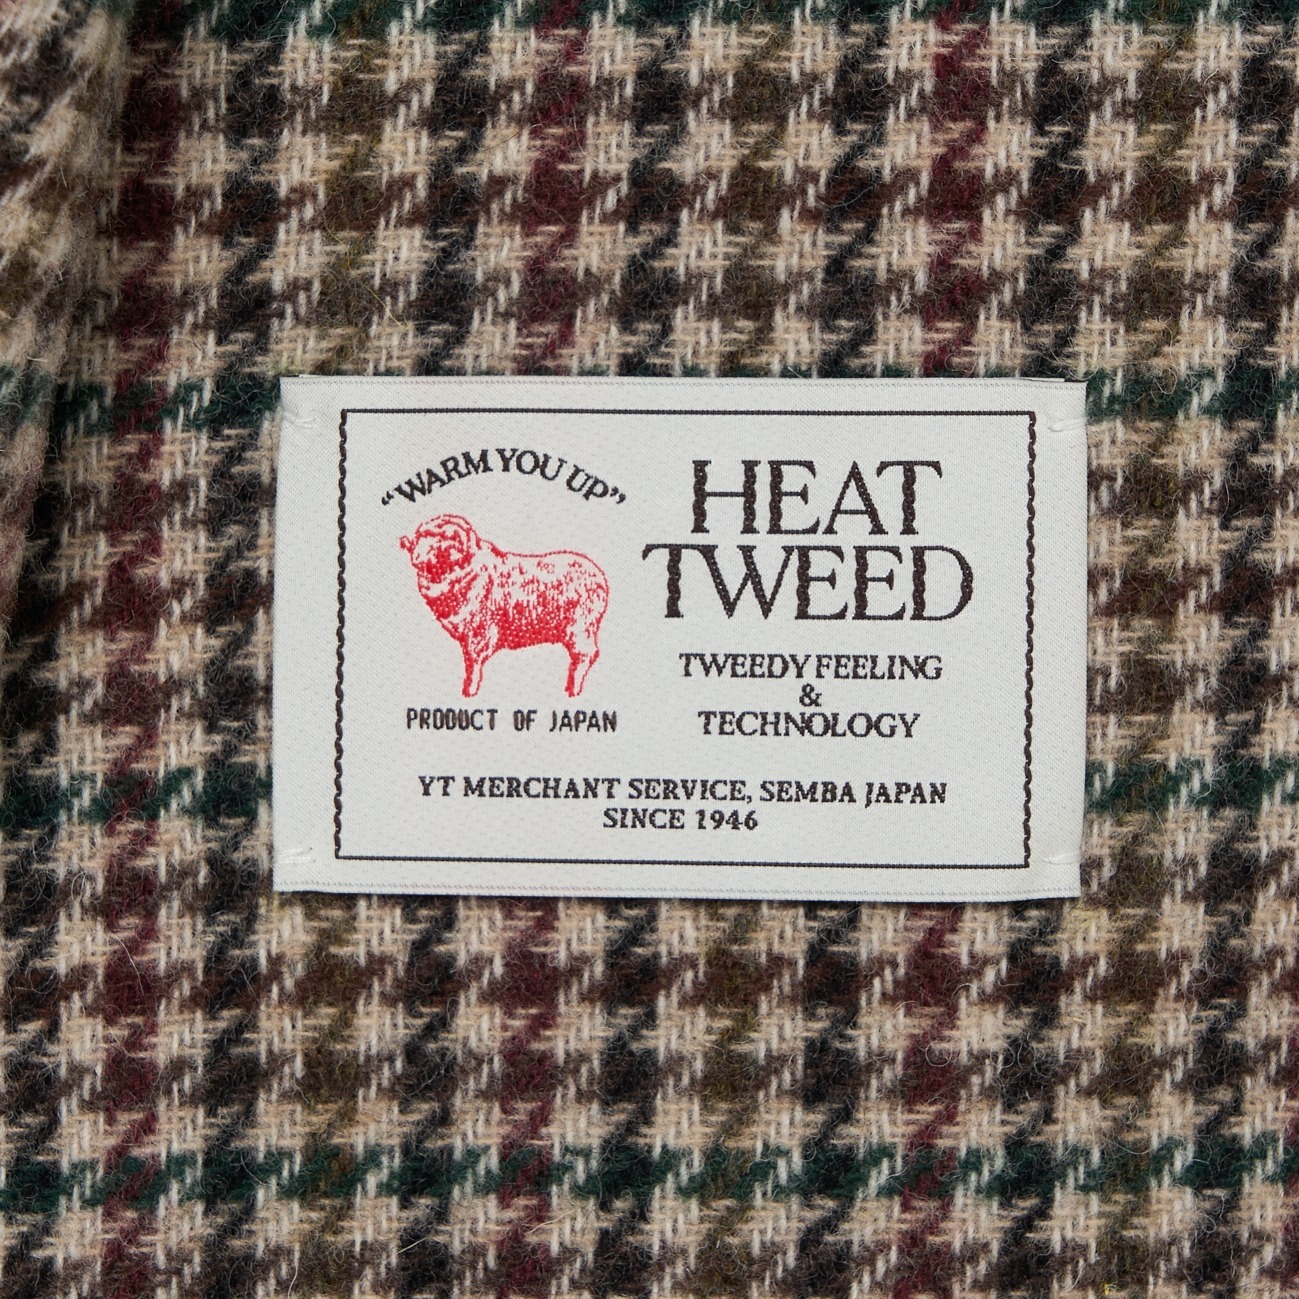 “WARM YOU UP”
PRODUCT OF JAPAN
HEAT
TWEED
TWEEDY FEELING
&
TECHNOLOGY
YT MERCHANT SERVICE, SEMBA JAPAN
SINCE 1946